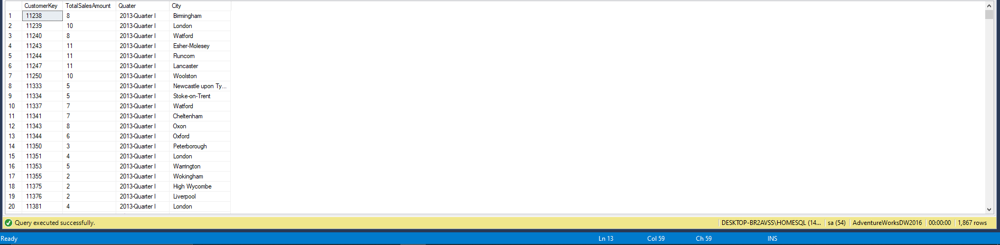 CustomerKey TotalSalesAmount Quater City
1 11238 8 2013-Quarter I Birmingham
2 11239 10 2013-Quarter I London
3 11240 8 2013-Quarter I Watford
4 11243 11 2013-Quarter I Esher-Molesey
5 11244 11 2013-Quarter I Runcorn
6 11247 11 2013-Quarter I Lancaster
7 11250 10 2013-Quarter I Woolston
8 11333 5 2013-Quarter I Newcastle upon Ty...
9 11334 5 2013-Quarter I Stoke-on-Trent
10 11337 7 2013-Quarter I Watford
11 11341 7 2013-Quarter I Cheltenham
12 11343 8 2013-Quarter I Oxon
13 11344 6 2013-Quarter I Oxford
14 11350 3 2013-Quarter I Peterborough
15 11351 4 2013-Quarter I London
16 11353 5 2013-Quarter I Warrington
17 11355 2 2013-Quarter I Wokingham
18 11375 2 2013-Quarter I High Wycombe
19 11376 2 2013-Quarter I Liverpool
20 11381 4 2013-Quarter I London
Query executed successfully. DESKTOP-BR2AVSS\HOMESQL (14... sa (54) AdventureWorksDW2016 00:00:00 1,867 rows
Ready Ln 13 Col 59 Ch 59 INS